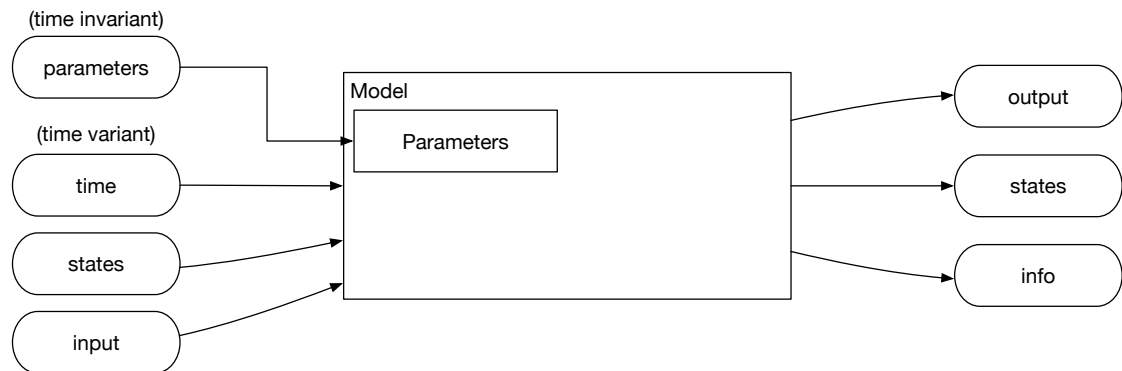 (time invariant)
parameters
(time variant)
time
states
input
Model
Parameters
output
states
info